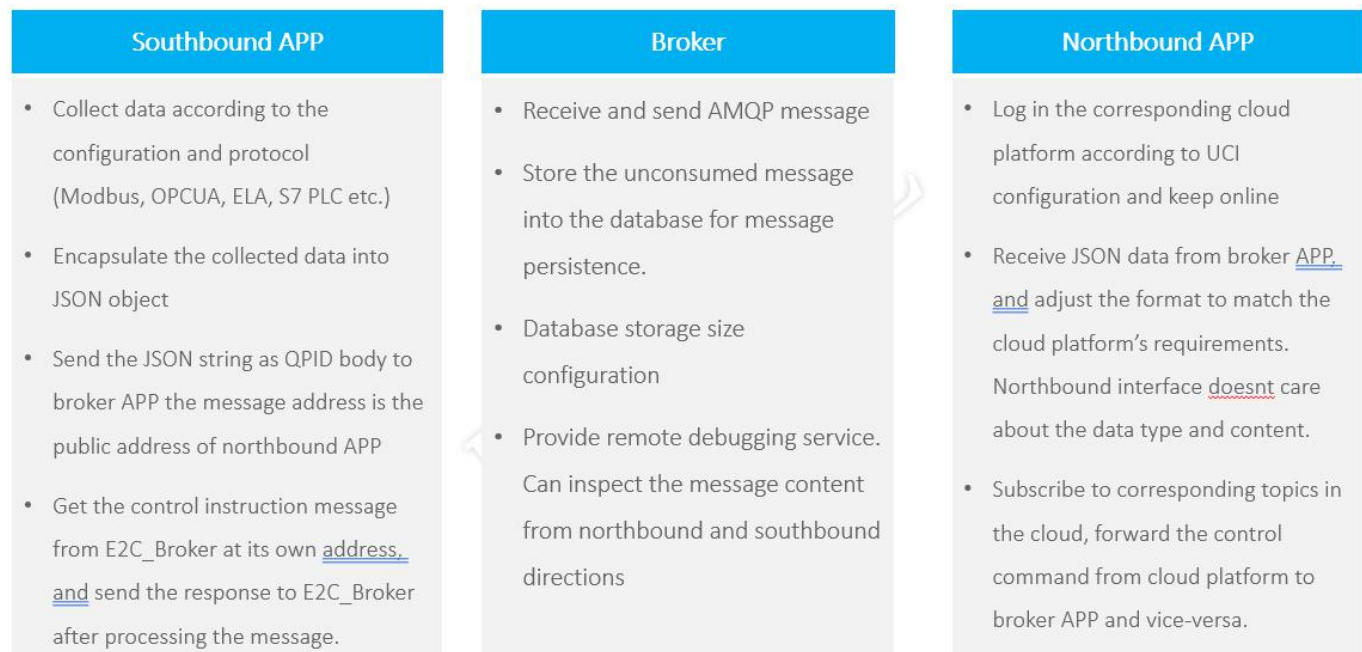 Southbound APP
• Collect data according to the
configuration and protocol
(Modbus, OPCUA, ELA, S7 PLC etc.)
• Encapsulate the collected data into
JSON object
• Send the JSON string as QPID body to
broker APP the message address is the
public address of northbound APP
• Get the control instruction message
from E2C_Broker at its own address,
and send the response to E2C_Broker
after processing the message.
Broker
• Receive and send AMQP message
• Store the unconsumed message
into the database for message
persistence.
• Database storage size
configuration
• Provide remote debugging service.
Can inspect the message content
from northbound and southbound
directions
Northbound APP
• Log in the corresponding cloud
platform according to UCI
configuration and keep online
• Receive JSON data from broker APP,
and adjust the format to match the
cloud platform’s requirements.
Northbound interface doesnt care
about the data type and content.
• Subscribe to corresponding topics in
the cloud, forward the control
command from cloud platform to
broker APP and vice-versa.